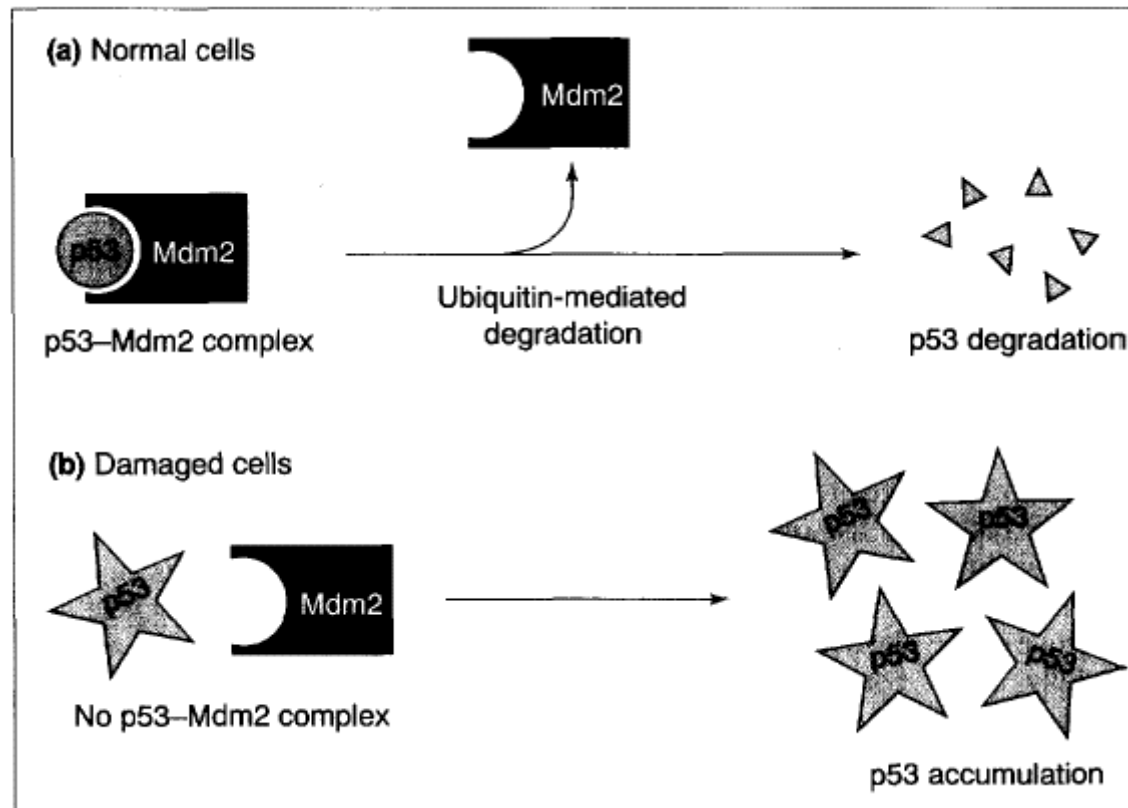 (a) Normal cells
Mdm2
p53 Mdm2
p53–Mdm2 complex
Ubiquitin-mediated
degradation
p53 degradation
(b) Damaged cells
p53 Mdm2
No p53–Mdm2 complex
p53 p53
p53 p53
p53 accumulation